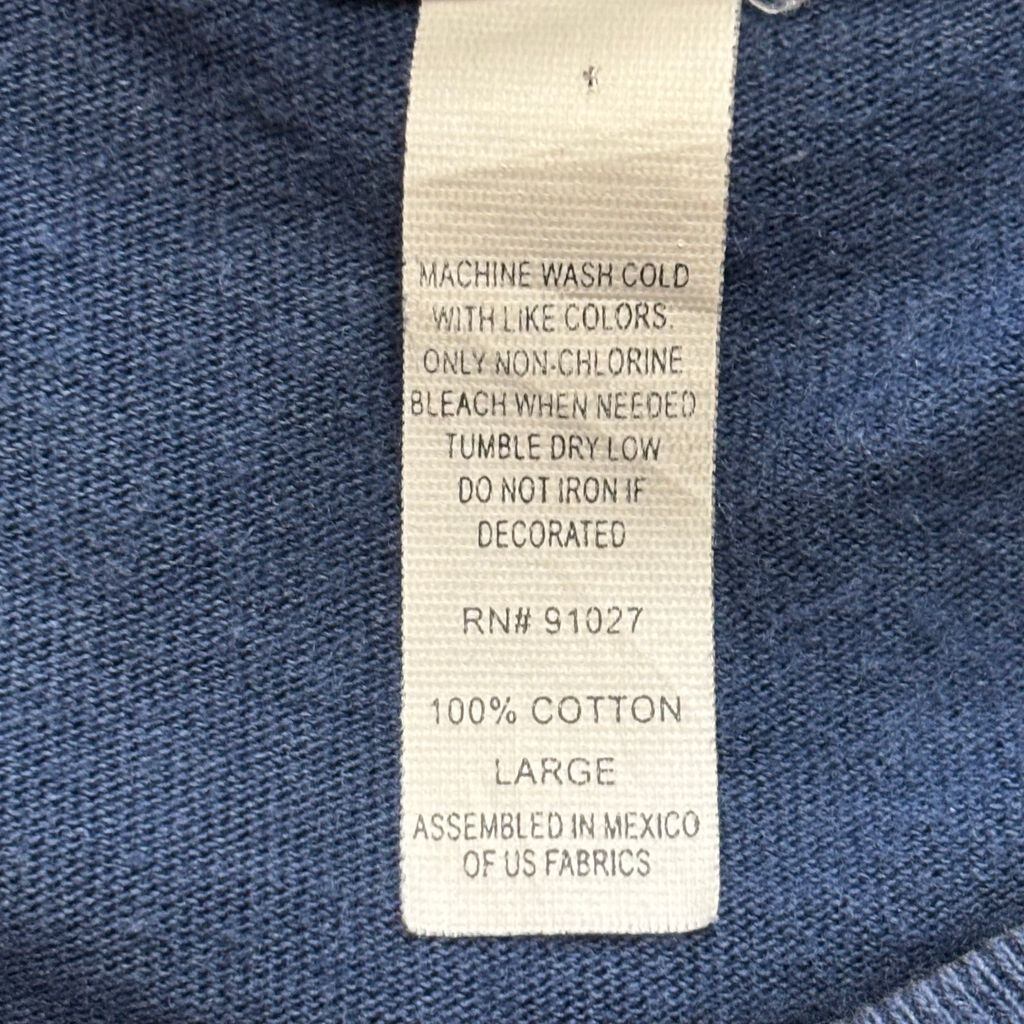 MACHINE WASH COLD
WITH LIKE COLORS.
ONLY NON-CHLORINE
BLEACH WHEN NEEDED
TUMBLE DRY LOW
DO NOT IRON IF
DECORATED
RN# 91027
100% COTTON
LARGE
ASSEMBLED IN MEXICO
OF US FABRICS